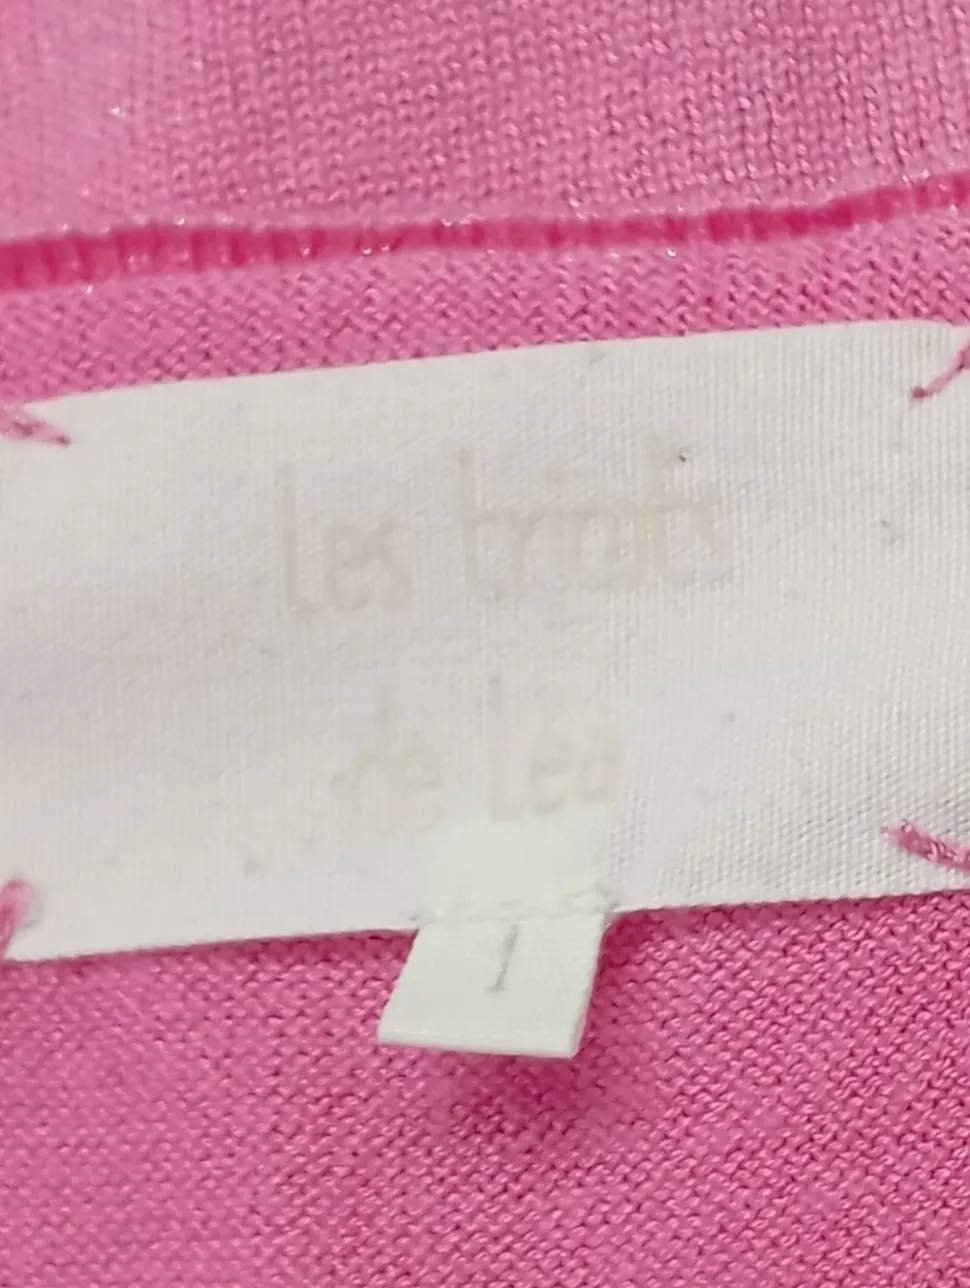 Les tricots
de Léa
1